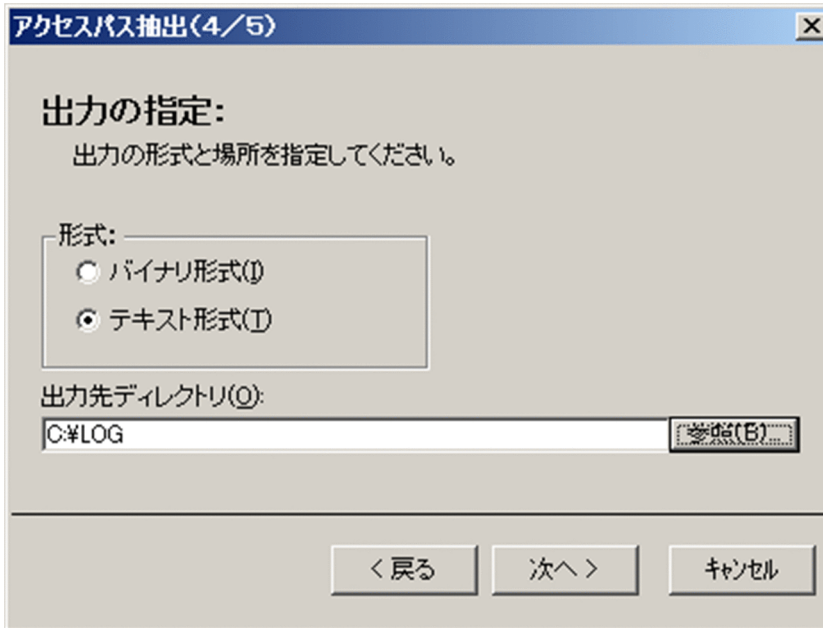 アクセスパス抽出(4／5)
出力の指定:
出力の形式と場所を指定してください。
形式:
バイナリ形式(I)
テキスト形式(T)
出力先ディレクトリ(O):
C:¥LOG
参照(B)...
< 戻る
次へ >
キャンセル